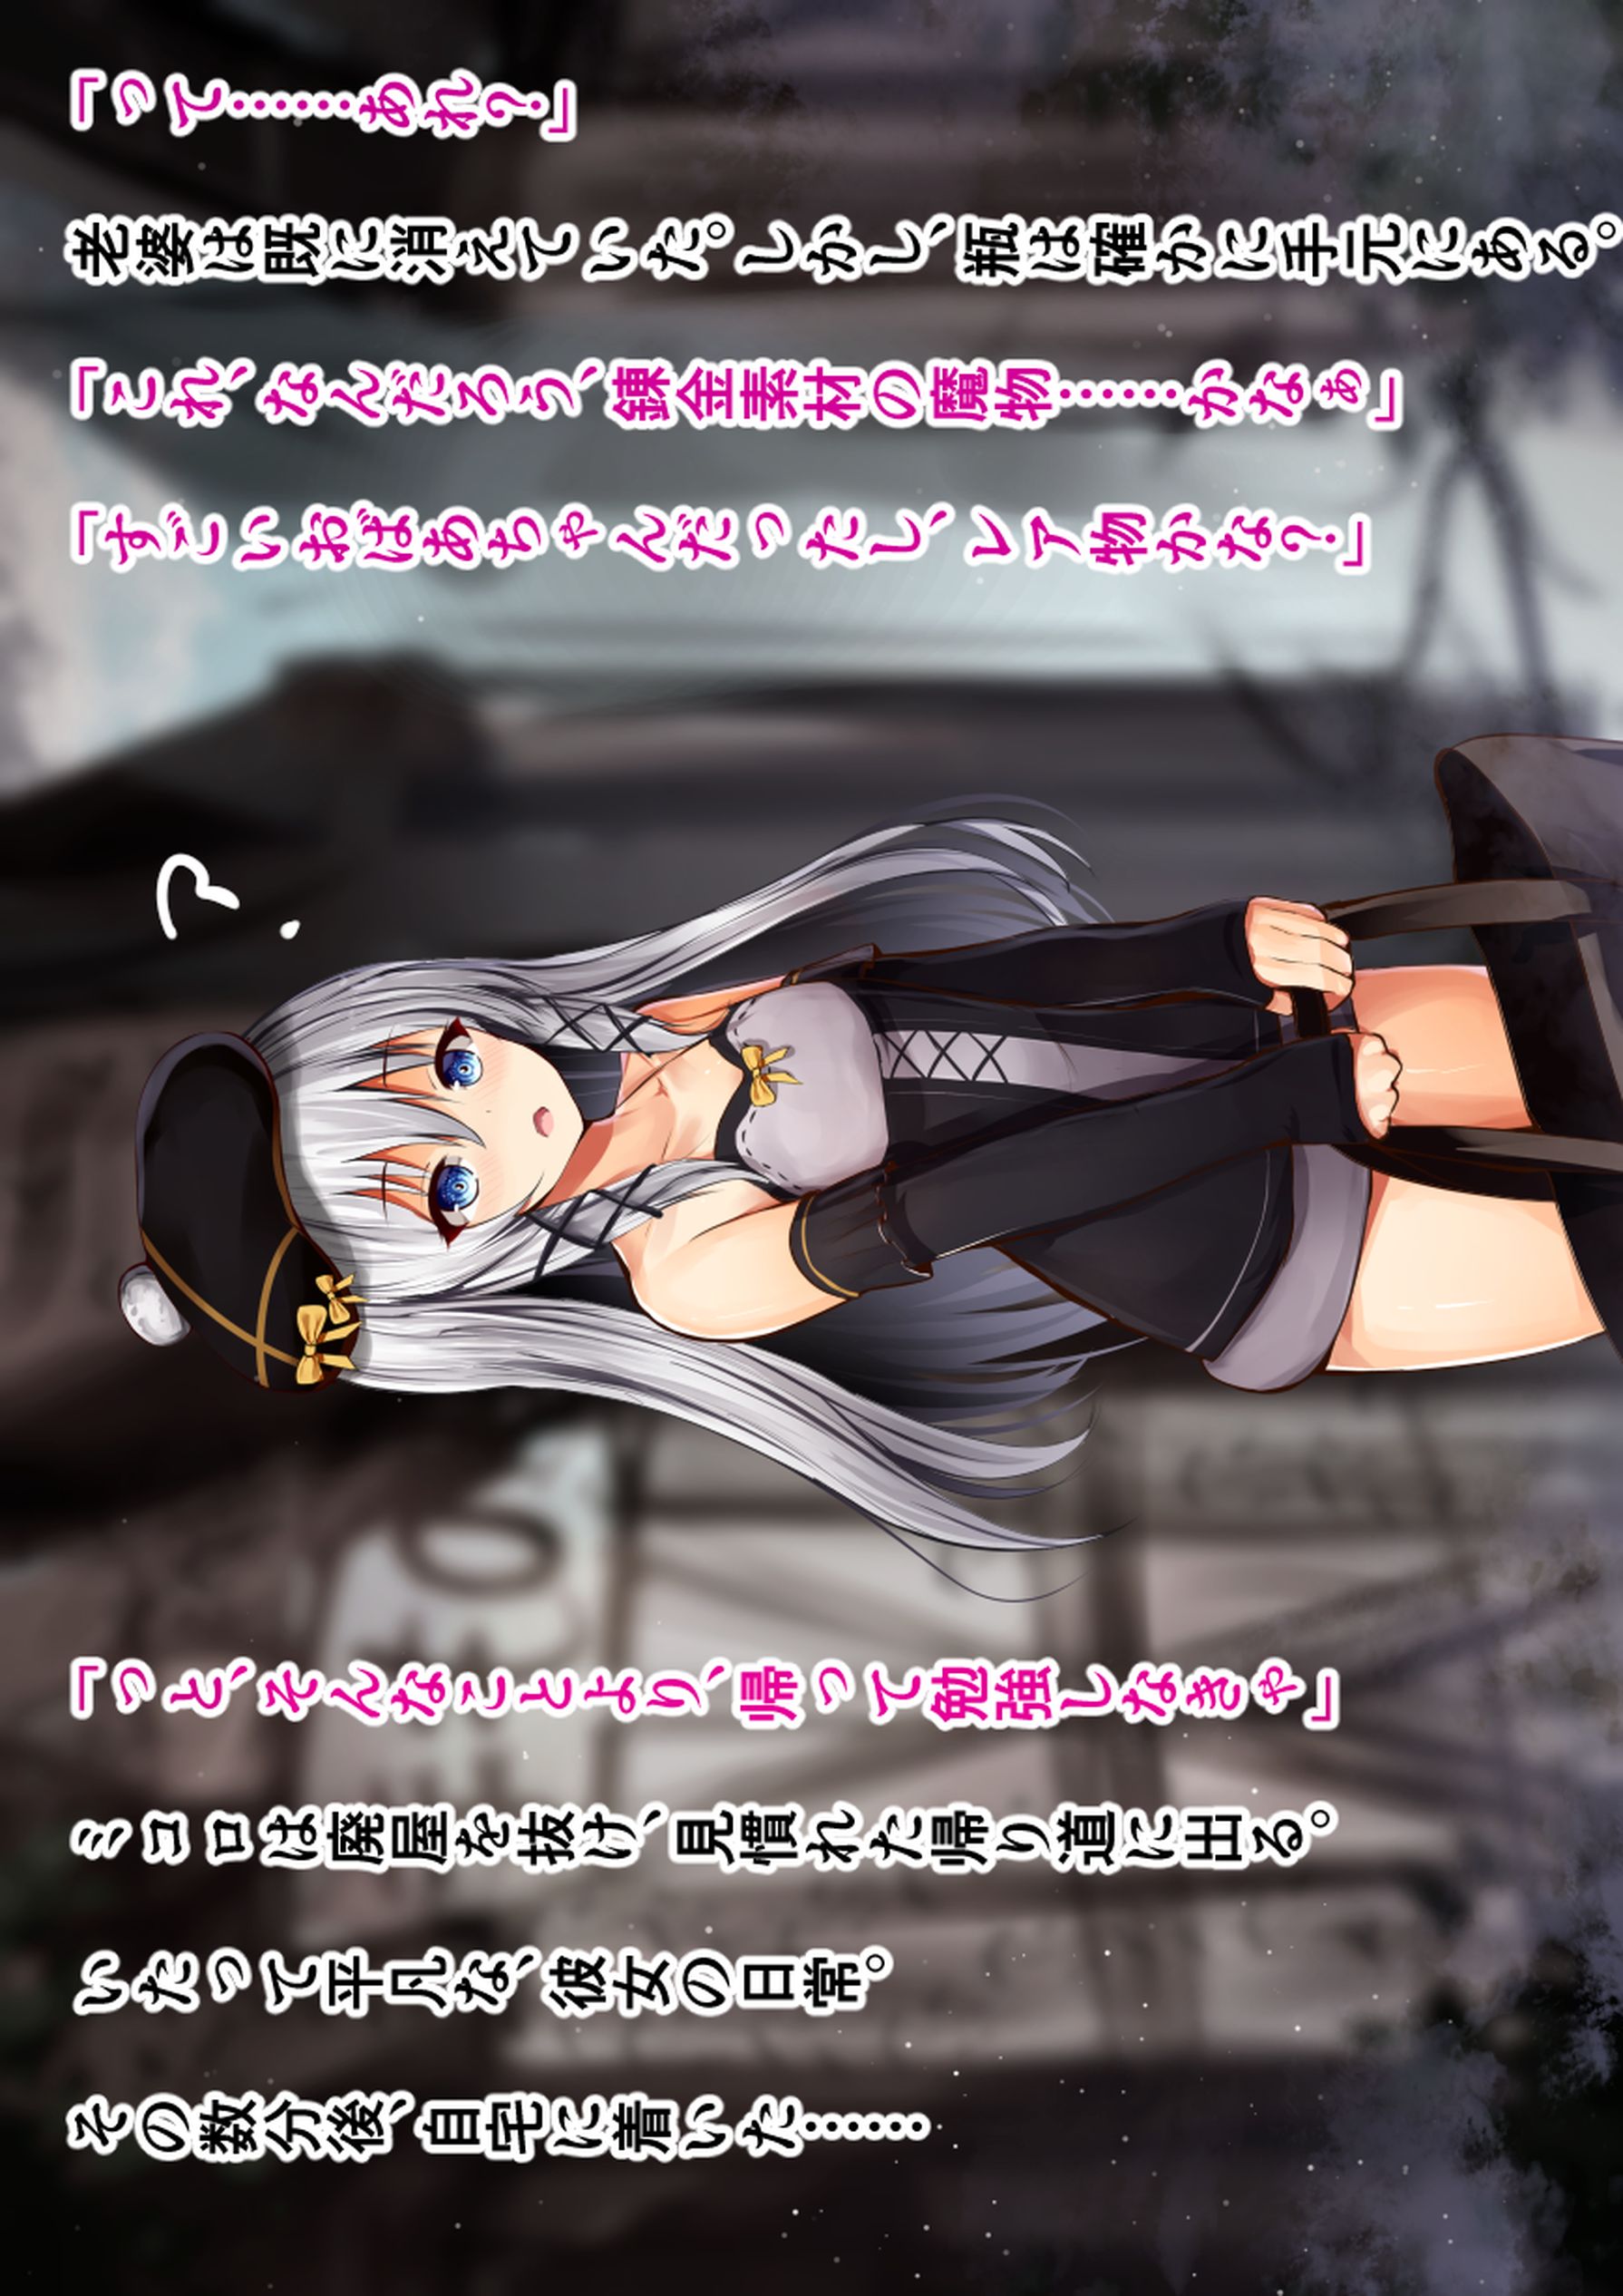 「って……あれ？」
老婆は既に消えていた。しかし、瓶は確かに手元にある。
「これ、なんだろう、錬金素材の魔物……かなぁ」
「すごいおばあちゃんだったし、レア物かな？」
?
「っと、そんなことより、帰って勉強しなきゃ」
ミコロは廃屋を抜け、見慣れた帰り道に出る。
いたって平凡な、彼女の日常。
その数分後、自宅に着いた……